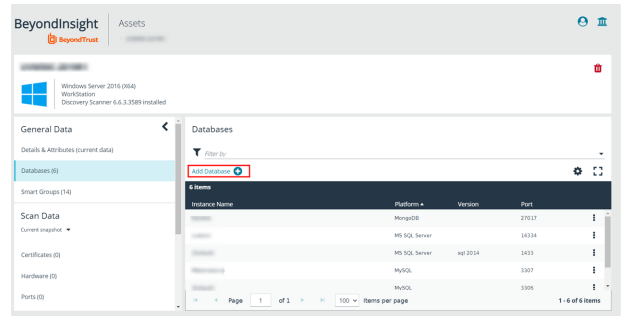 BeyondInsight
BeyondTrust
Assets
Windows Server 2016 (X64)
WorkStation
Discovery Scanner 6.6.3.3589 installed
General Data
Details & Attributes (current data)
Databases (6)
Smart Groups (14)
Scan Data
Current snapshot
Certificates (0)
Hardware (0)
Ports (0)
Databases
Filter by
Add Database
6 items
Instance Name Platform Version Port
MongoDB 27017
MS SQL Server 14334
MS SQL Server sql 2014 1433
MySQL 3307
MySQL 3306
Page 1 of 1 100 Items per page 1 - 6 of 6 items